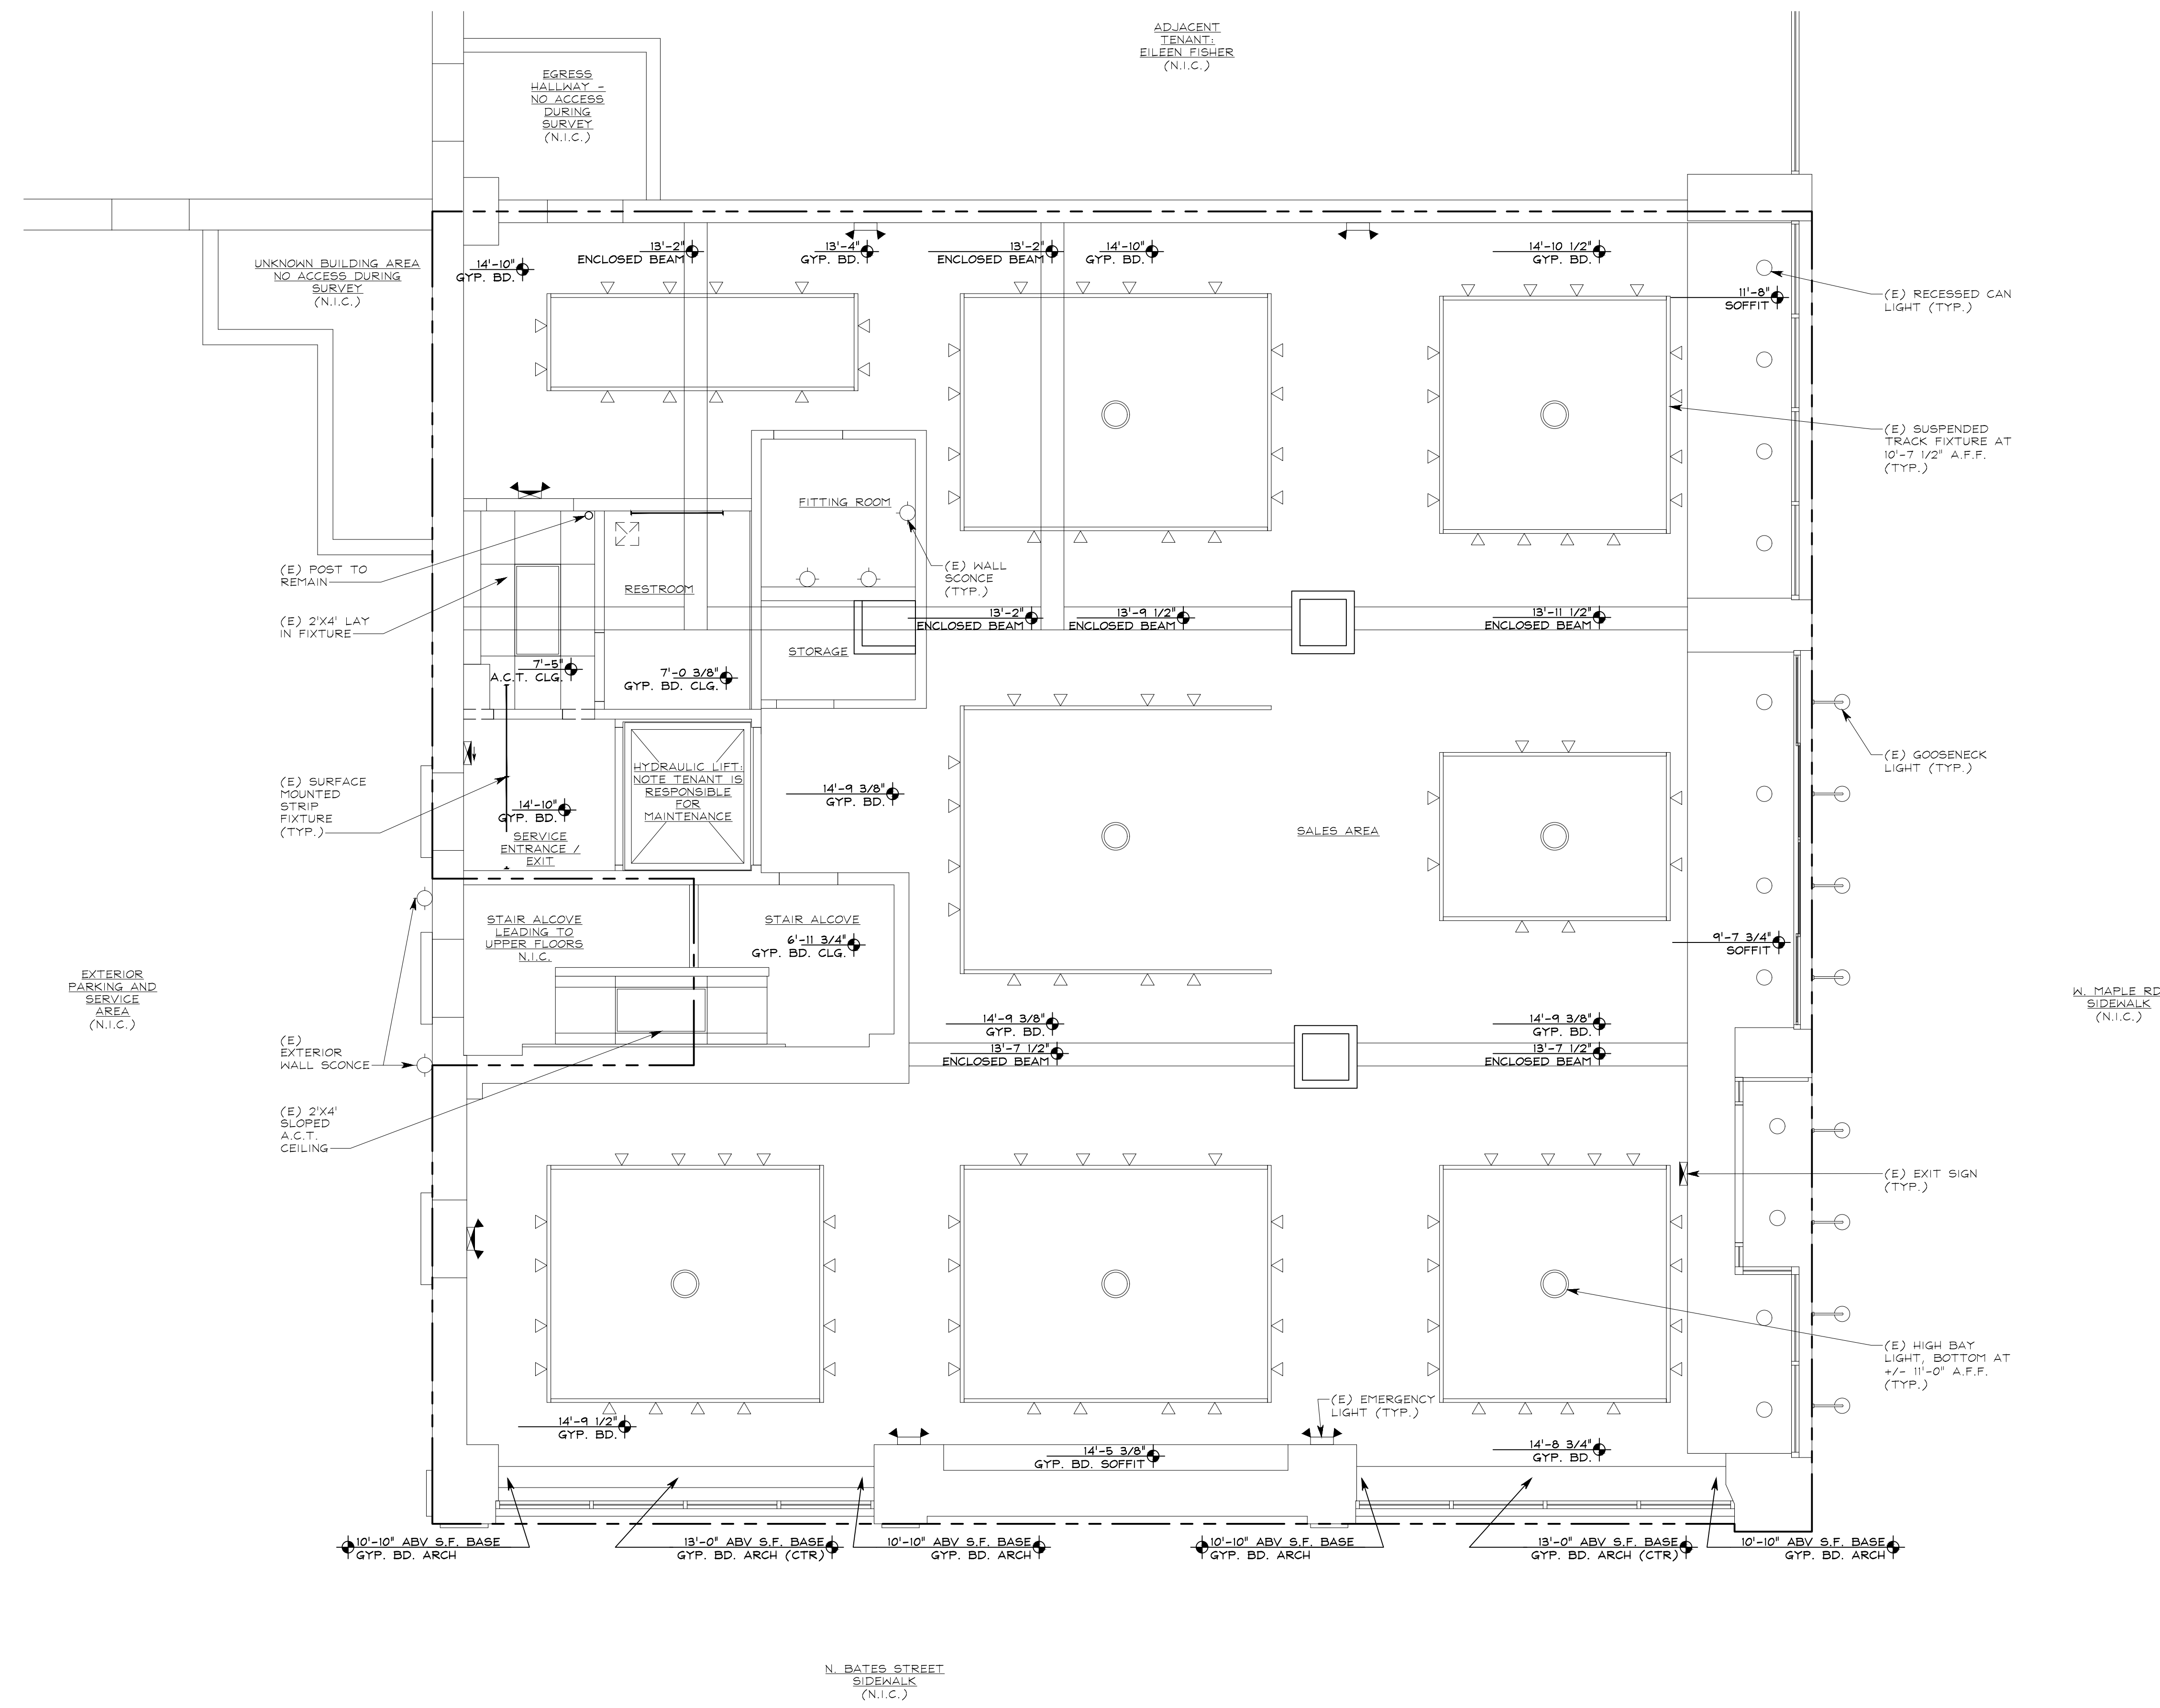 ADJACENT
TENANT:
EILEEN FISHER
(N.I.C.)
EGRESS
HALLWAY -
NO ACCESS
DURING
SURVEY
(N.I.C.)
UNKNOWN BUILDING AREA
NO ACCESS DURING
SURVEY
(N.I.C.)
14'-10"
GYP. BD.
13'-2"
ENCLOSED BEAM
13'-4"
GYP. BD.
13'-2"
ENCLOSED BEAM
14'-10"
GYP. BD.
14'-10 1/2"
GYP. BD.
11'-8"
SOFFIT
(E) RECESSED CAN
LIGHT (TYP.)
(E) SUSPENDED
TRACK FIXTURE AT
10'-7 1/2" A.F.F.
(TYP.)
FITTING ROOM
(E) WALL
SCONCE
(TYP.)
(E) POST TO
REMAIN
RESTROOM
(E) 2'X4' LAY
IN FIXTURE
13'-2"
ENCLOSED BEAM
13'-9 1/2"
ENCLOSED BEAM
13'-11 1/2"
ENCLOSED BEAM
STORAGE
7'-5"
A.C.T. CLG.
7'-0 3/8"
GYP. BD. CLG.
(E) GOOSENECK
LIGHT (TYP.)
(E) SURFACE
MOUNTED
STRIP
FIXTURE
(TYP.)
HYDRAULIC LIFT:
NOTE TENANT IS
RESPONSIBLE
FOR
MAINTENANCE
14'-9 3/8"
GYP. BD.
14'-10"
GYP. BD.
SERVICE
ENTRANCE /
EXIT
SALES AREA
STAIR ALCOVE
LEADING TO
UPPER FLOORS
N.I.C.
STAIR ALCOVE
6'-11 3/4"
GYP. BD. CLG.
9'-7 3/4"
SOFFIT
EXTERIOR
PARKING AND
SERVICE
AREA
(N.I.C.)
W. MAPLE RD
SIDEWALK
(N.I.C.)
14'-9 3/8"
GYP. BD.
13'-7 1/2"
ENCLOSED BEAM
14'-9 3/8"
GYP. BD.
13'-7 1/2"
ENCLOSED BEAM
(E)
EXTERIOR
WALL SCONCE
(E) 2'X4'
SLOPED
A.C.T.
CEILING
(E) EXIT SIGN
(TYP.)
(E) HIGH BAY
LIGHT, BOTTOM AT
+/- 11'-0" A.F.F.
(TYP.)
(E) EMERGENCY
LIGHT (TYP.)
14'-9 1/2"
GYP. BD.
14'-5 3/8"
GYP. BD. SOFFIT
14'-8 3/4"
GYP. BD.
10'-10" ABV S.F. BASE
GYP. BD. ARCH
13'-0" ABV S.F. BASE
GYP. BD. ARCH (CTR)
10'-10" ABV S.F. BASE
GYP. BD. ARCH
10'-10" ABV S.F. BASE
GYP. BD. ARCH
13'-0" ABV S.F. BASE
GYP. BD. ARCH (CTR)
10'-10" ABV S.F. BASE
GYP. BD. ARCH
N. BATES STREET
SIDEWALK
(N.I.C.)